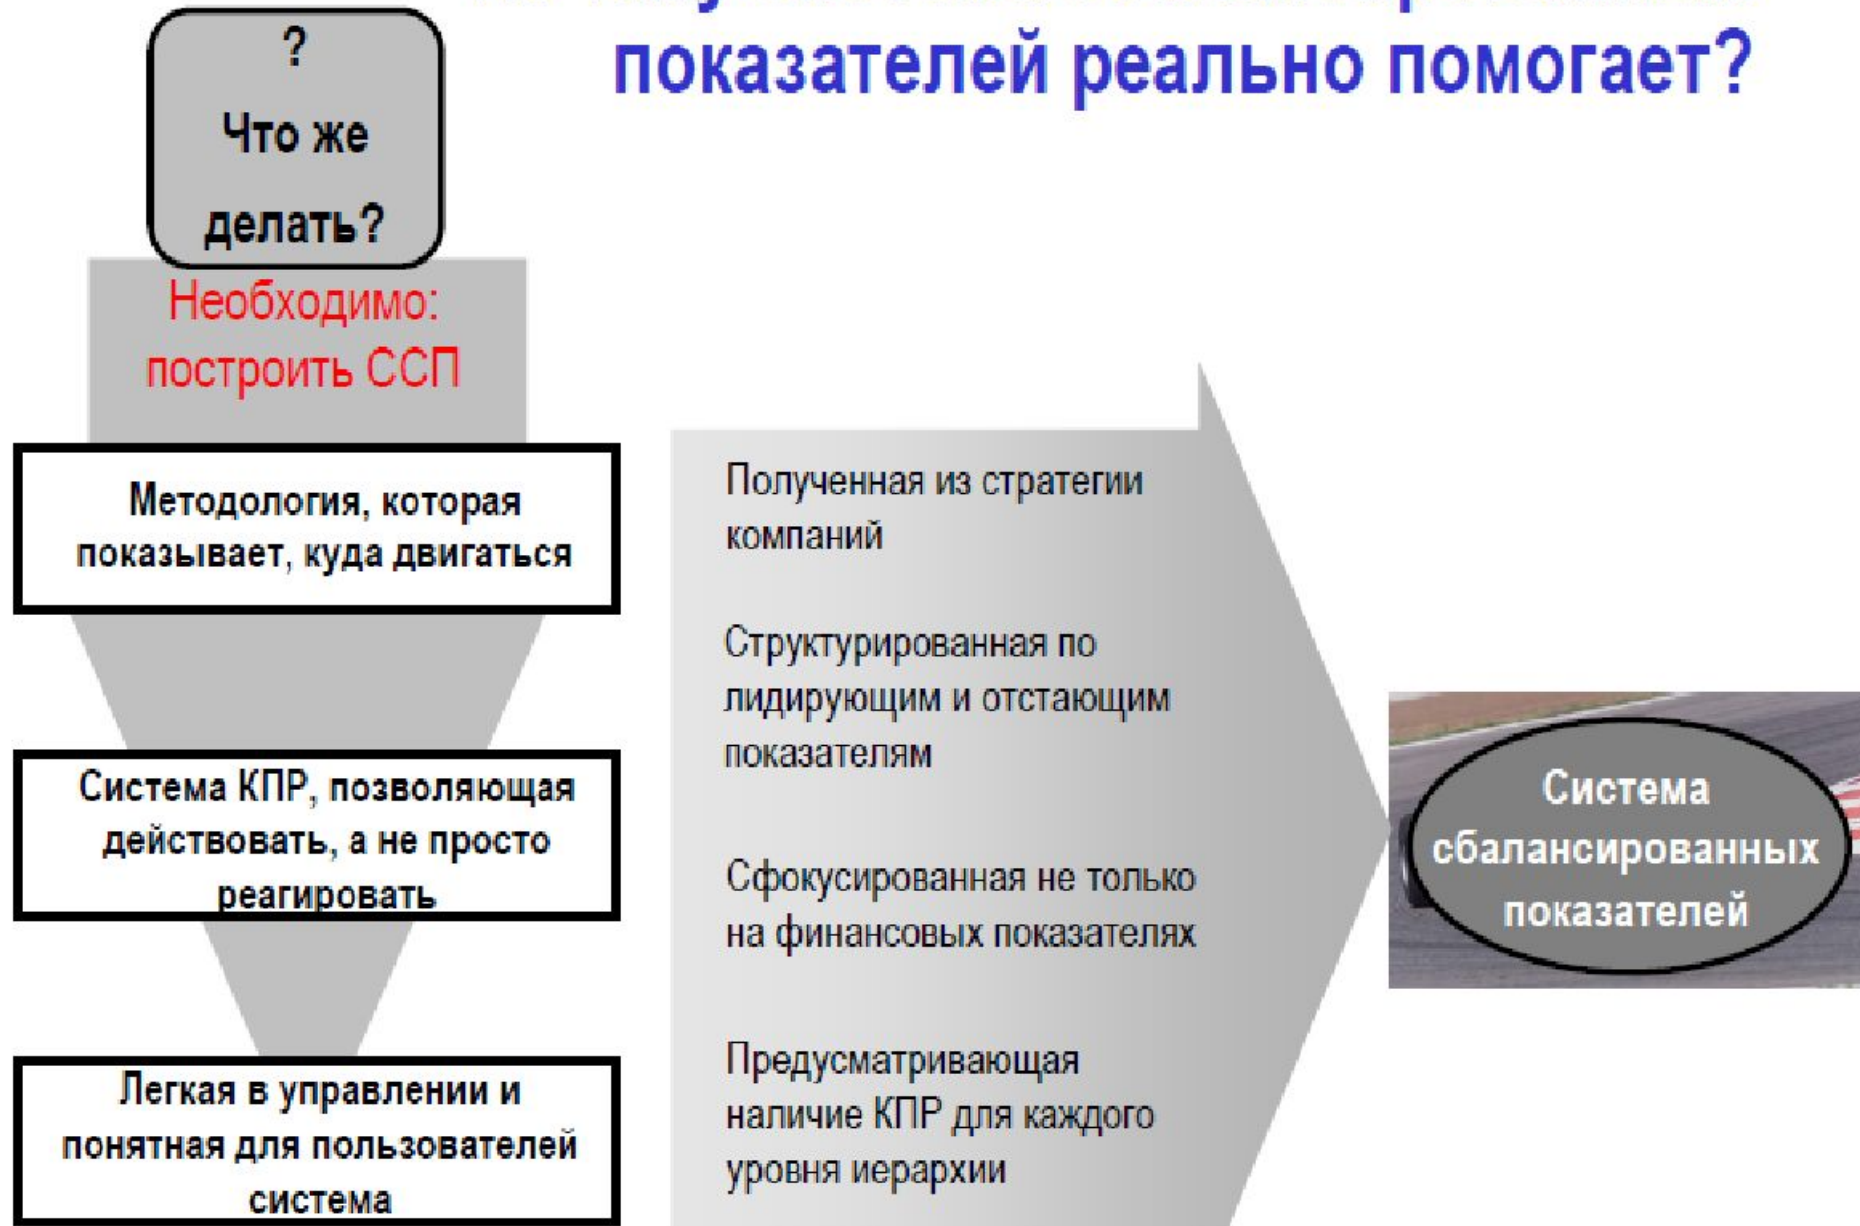 показателей реально помогает?
?
Что же
делать?
Необходимо:
построить ССП
Методология, которая
показывает, куда двигаться
Система КПР, позволяющая
действовать, а не просто
реагировать
Легкая в управлении и
понятная для пользователей
система
Полученная из стратегии
компаний
Структурированная по
лидирующим и отстающим
показателям
Сфокусированная не только
на финансовых показателях
Предусматривающая
наличие КПР для каждого
уровня иерархии
Система
сбалансированных
показателей